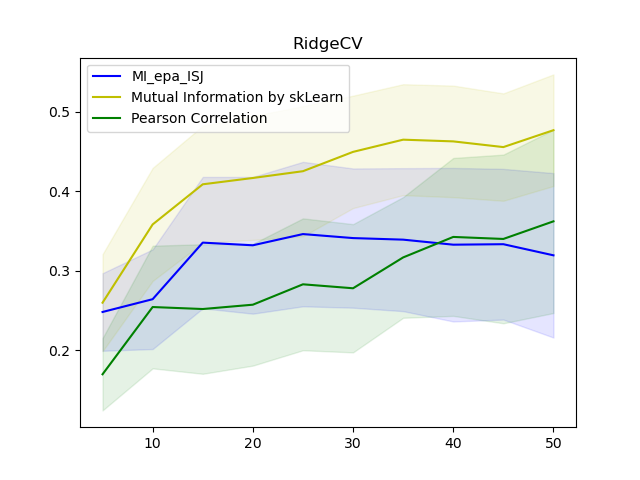 RidgeCV
MI_epa_ISJ
Mutual Information by skLearn
Pearson Correlation
0.5
0.4
0.3
0.2
10 20 30 40 50